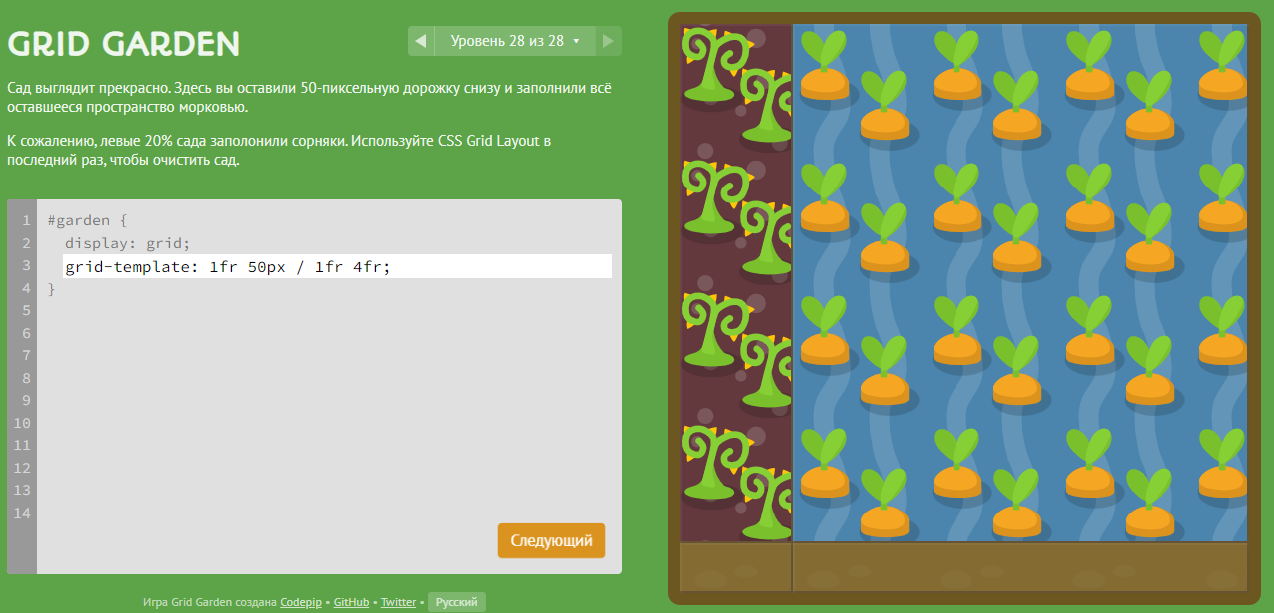 GRID GARDEN
Уровень 28 из 28
Сад выглядит прекрасно. Здесь вы оставили 50-пиксельную дорожку снизу и заполнили всё
оставшееся пространство морковью.
К сожалению, левые 20% сада заполонили сорняки. Используйте CSS Grid Layout в
последний раз, чтобы очистить сад.
1 #garden {
2 display: grid;
3 grid-template: 1fr 50px / 1fr 4fr;
4 }
5
6
7
8
9
10
11
12
13
14
Следующий
Игра Grid Garden создана Codepip • GitHub • Twitter • Русский